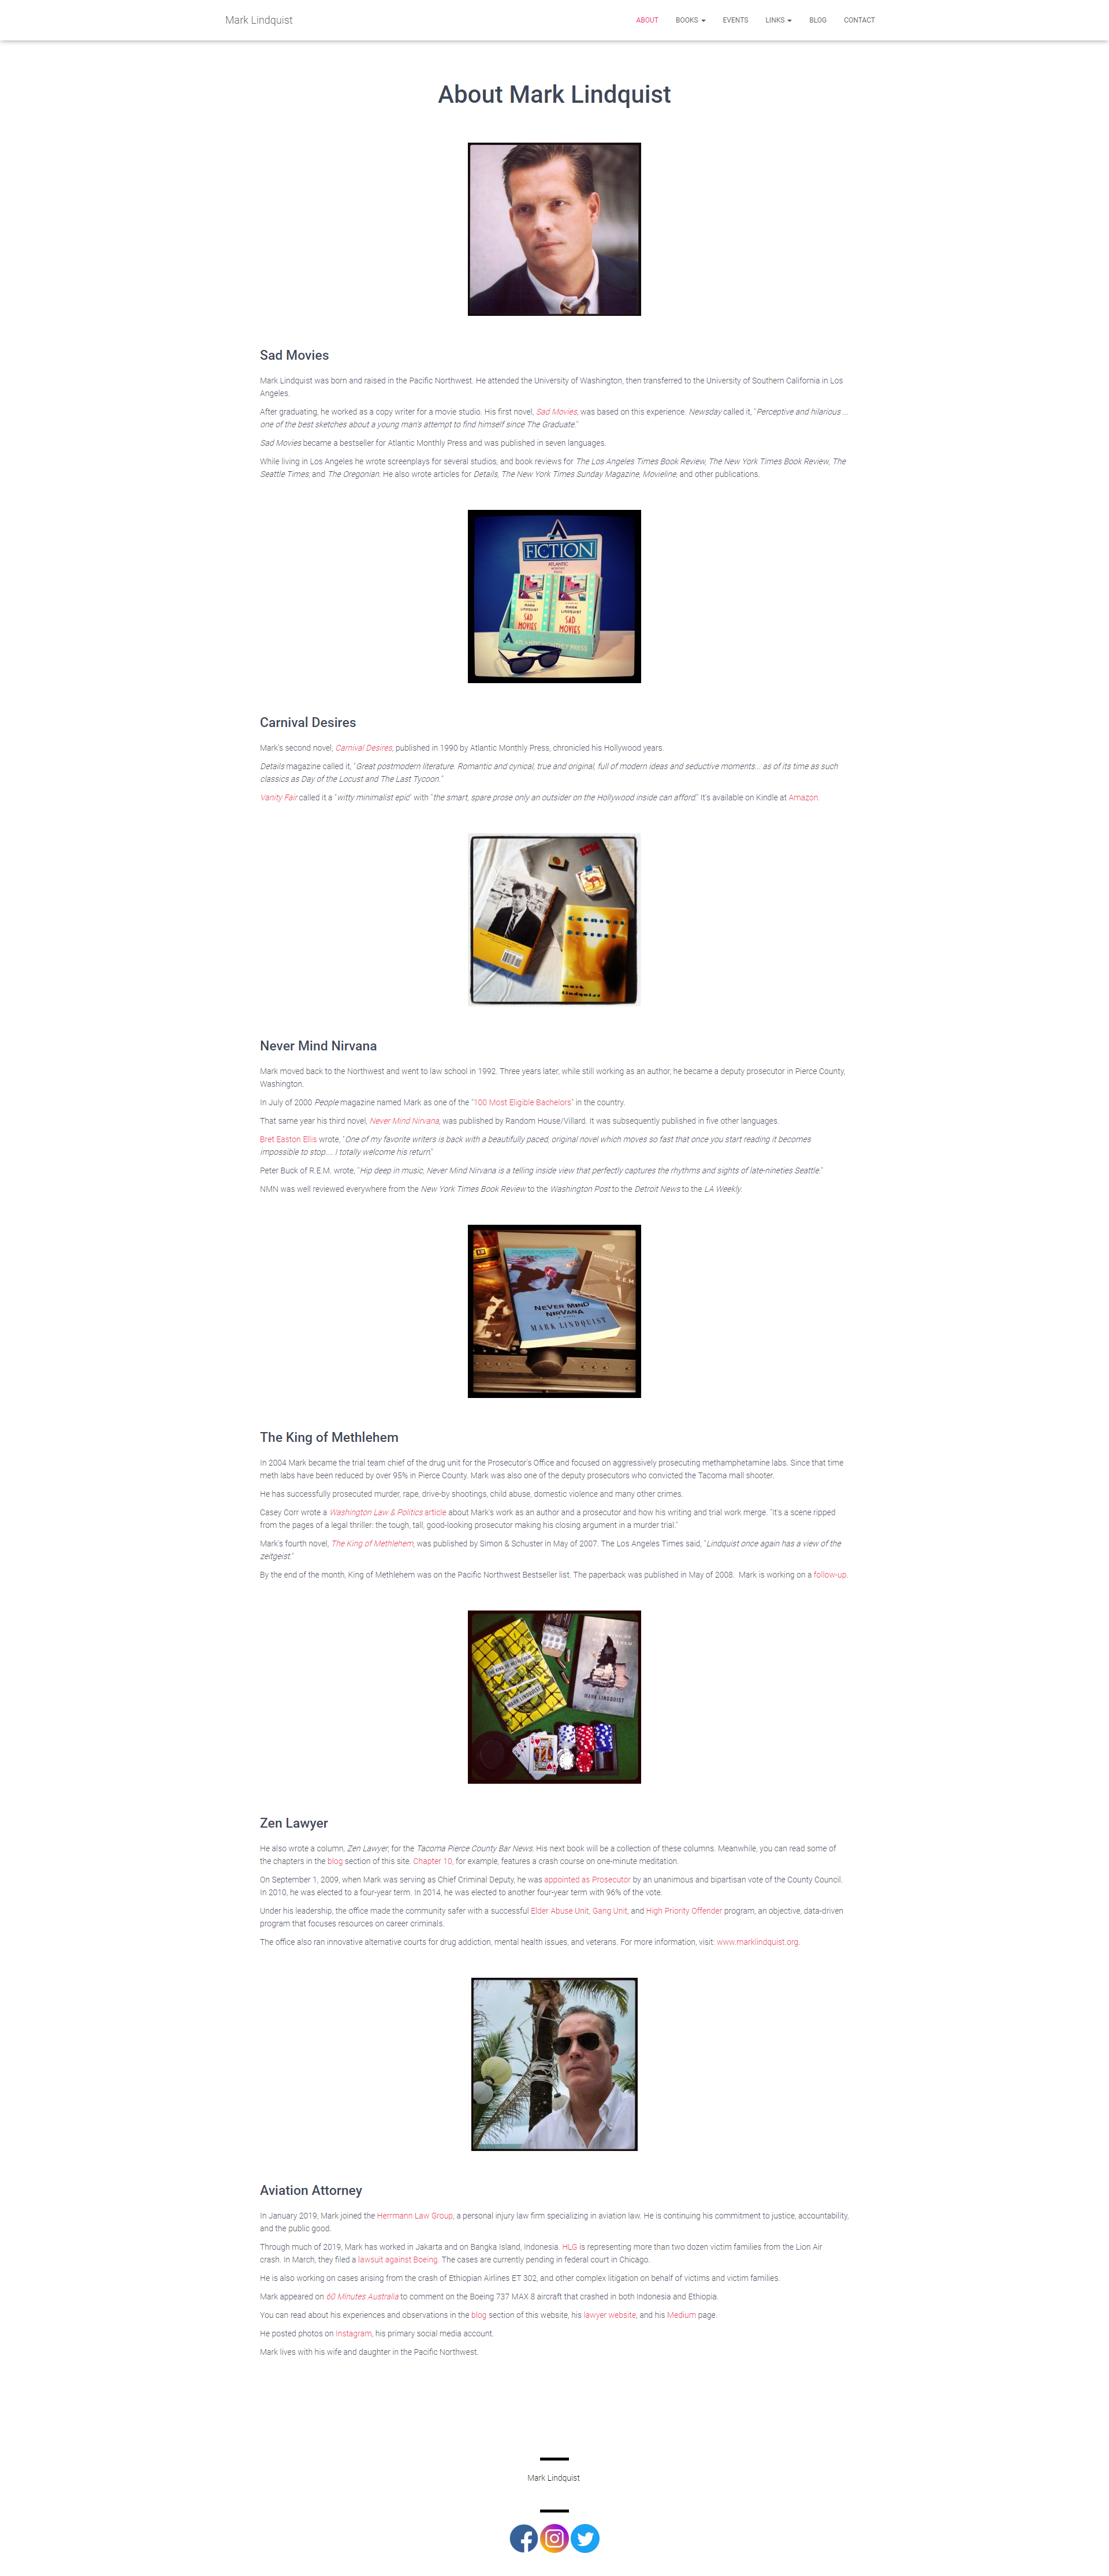 Mark Lindquist
ABOUT
BOOKS
EVENTS
LINKS
BLOG
CONTACT
About Mark Lindquist
Sad Movies
Mark Lindquist was born and raised in the Pacific Northwest. He attended the University of Washington, then transferred to the University of Southern California in Los
Angeles.
After graduating, he worked as a copy writer for a movie studio. His first novel, Sad Movies, was based on this experience. Newsday called it, "Perceptive and hilarious ...
one of the best sketches about a young man's attempt to find himself since The Graduate."
Sad Movies became a bestseller for Atlantic Monthly Press and was published in seven languages.
While living in Los Angeles he wrote screenplays for several studios, and book reviews for The Los Angeles Times Book Review, The New York Times Book Review, The
Seattle Times, and The Oregonian. He also wrote articles for Details, The New York Times Sunday Magazine, Movieline, and other publications.
FICTION
ATLANTIC
MONTHLY
PRESS
MARK
LINDQUIST
SAD
MOVIES
MARK
LINDQUIST
SAD
MOVIES
ATLANTIC MONTHLY PRESS
Carnival Desires
Mark's second novel, Carnival Desires, published in 1990 by Atlantic Monthly Press, chronicled his Hollywood years.
Details magazine called it, "Great postmodern literature. Romantic and cynical, true and original, full of modern ideas and seductive moments... as of its time as such
classics as Day of the Locust and The Last Tycoon."
Vanity Fair called it a "witty minimalist epic" with "the smart, spare prose only an outsider on the Hollywood inside can afford." It's available on Kindle at Amazon.
ICM
mark
lindquist
Never Mind Nirvana
Mark moved back to the Northwest and went to law school in 1992. Three years later, while still working as an author, he became a deputy prosecutor in Pierce County,
Washington.
In July of 2000 People magazine named Mark as one of the "100 Most Eligible Bachelors" in the country.
That same year his third novel, Never Mind Nirvana, was published by Random House/Villard. It was subsequently published in five other languages.
Bret Easton Ellis wrote, "One of my favorite writers is back with a beautifully paced, original novel which moves so fast that once you start reading it becomes
impossible to stop.... I totally welcome his return."
Peter Buck of R.E.M. wrote, "Hip deep in music, Never Mind Nirvana is a telling inside view that perfectly captures the rhythms and sights of late-nineties Seattle."
NMN was well reviewed everywhere from the New York Times Book Review to the Washington Post to the Detroit News to the LA Weekly.
R.E.M.
NEVER MIND
NIRVANA
MARK LINDQUIST
The King of Methlehem
In 2004 Mark became the trial team chief of the drug unit for the Prosecutor's Office and focused on aggressively prosecuting methamphetamine labs. Since that time
meth labs have been reduced by over 95% in Pierce County. Mark was also one of the deputy prosecutors who convicted the Tacoma mall shooter.
He has successfully prosecuted murder, rape, drive-by shootings, child abuse, domestic violence and many other crimes.
Casey Corr wrote a Washington Law & Politics article about Mark's work as an author and a prosecutor and how his writing and trial work merge. "It's a scene ripped
from the pages of a legal thriller: the tough, tall, good-looking prosecutor making his closing argument in a murder trial."
Mark's fourth novel, The King of Methlehem, was published by Simon & Schuster in May of 2007. The Los Angeles Times said, "Lindquist once again has a view of the
zeitgeist."
By the end of the month, King of Methlehem was on the Pacific Northwest Bestseller list. The paperback was published in May of 2008.  Mark is working on a follow-up.
THE KING OF METHLEHEM
MARK LINDQUIST
MARK LINDQUIST
Zen Lawyer
He also wrote a column, Zen Lawyer, for the Tacoma Pierce County Bar News. His next book will be a collection of these columns. Meanwhile, you can read some of
the chapters in the blog section of this site. Chapter 10, for example, features a crash course on one-minute meditation.
On September 1, 2009, when Mark was serving as Chief Criminal Deputy, he was appointed as Prosecutor by an unanimous and bipartisan vote of the County Council.
In 2010, he was elected to a four-year term. In 2014, he was elected to another four-year term with 96% of the vote.
Under his leadership, the office made the community safer with a successful Elder Abuse Unit, Gang Unit, and High Priority Offender program, an objective, data-driven
program that focuses resources on career criminals.
The office also ran innovative alternative courts for drug addiction, mental health issues, and veterans. For more information, visit: www.marklindquist.org.
Aviation Attorney
In January 2019, Mark joined the Herrmann Law Group, a personal injury law firm specializing in aviation law. He is continuing his commitment to justice, accountability,
and the public good.
Through much of 2019, Mark has worked in Jakarta and on Bangka Island, Indonesia. HLG is representing more than two dozen victim families from the Lion Air
crash. In March, they filed a lawsuit against Boeing. The cases are currently pending in federal court in Chicago.
He is also working on cases arising from the crash of Ethiopian Airlines ET 302, and other complex litigation on behalf of victims and victim families.
Mark appeared on 60 Minutes Australia to comment on the Boeing 737 MAX 8 aircraft that crashed in both Indonesia and Ethiopia.
You can read about his experiences and observations in the blog section of this website, his lawyer website, and his Medium page.
He posted photos on Instagram, his primary social media account.
Mark lives with his wife and daughter in the Pacific Northwest.
Mark Lindquist